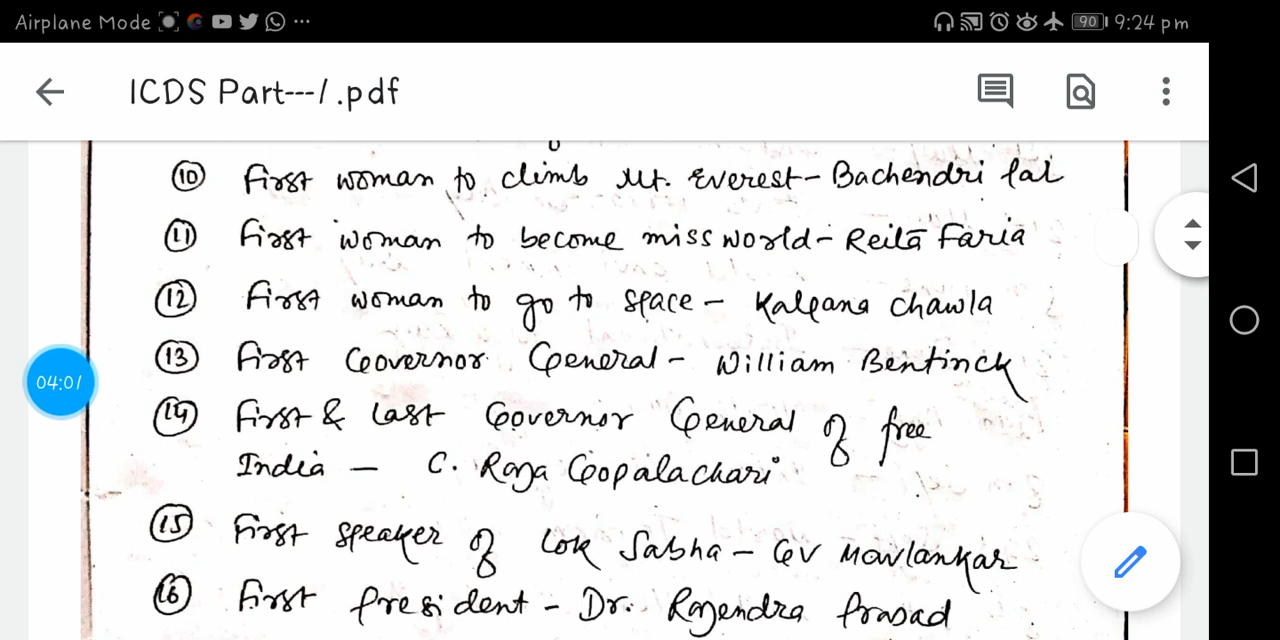 Airplane Mode ... 90 9:24 pm
ICDS Part---1 .pdf
(10) First woman to climb Mt. Everest - Bachendri Pal
(11) First woman to become miss world - Reita Faria
(12) First woman to go to space - Kalpana Chawla
04:01
(13) First Governor General - William Bentinck
(14) First & Last Governor General of free
India - C. Raja Goopalachari
(15) First speaker of Lok Sabha - GV Mavlankar
(16) First President - Dr. Rajendra Prasad